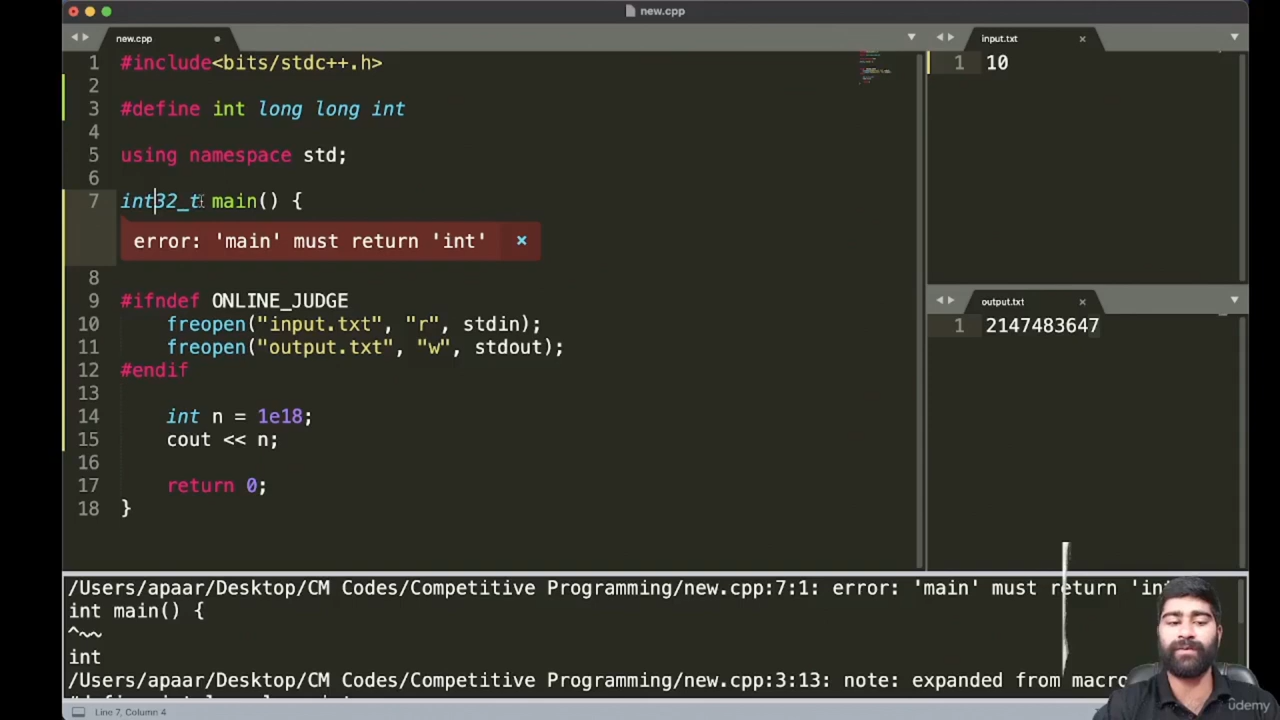 new.cpp
new.cpp
1 #include<bits/stdc++.h>
2
3 #define int long long int
4
5 using namespace std;
6
7 int32_t main() {
error: 'main' must return 'int' ×
8
9 #ifndef ONLINE_JUDGE
10 freopen("input.txt", "r", stdin);
11 freopen("output.txt", "w", stdout);
12 #endif
13
14 int n = 1e18;
15 cout << n;
16
17 return 0;
18 }
input.txt ×
1 10
output.txt ×
1 2147483647
/Users/apaar/Desktop/CM Codes/Competitive Programming/new.cpp:7:1: error: 'main' must return 'int'
int main() {
^~~
int
/Users/apaar/Desktop/CM Codes/Competitive Programming/new.cpp:3:13: note: expanded from macro
Line 7, Column 4
ûdemy